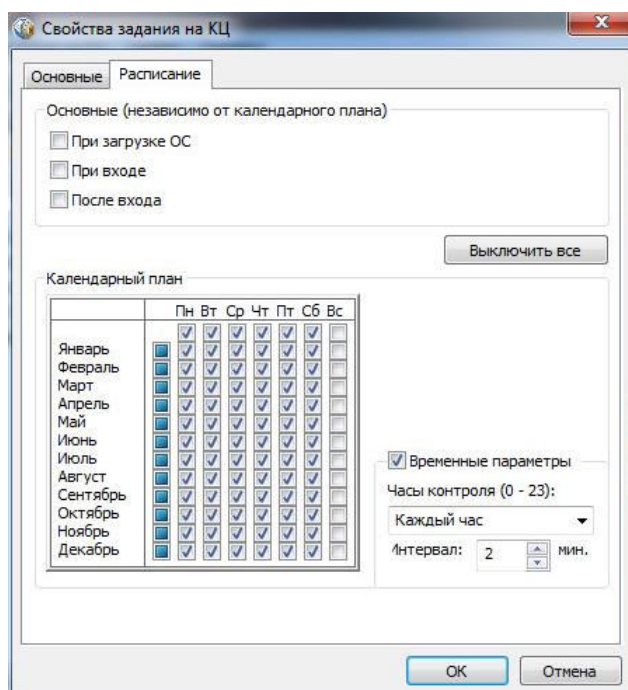 Свойства задания на КЦ
Основные Расписание
Основные (независимо от календарного плана)
При загрузке ОС
При входе
После входа
Выключить все
Календарный план
Пн Вт Ср Чт Пт Сб Вс
Январь
Февраль
Март
Апрель
Май
Июнь
Июль
Август
Сентябрь
Октябрь
Ноябрь
Декабрь
Временные параметры
Часы контроля (0 - 23):
Каждый час
Интервал: 2 мин.
ОК Отмена